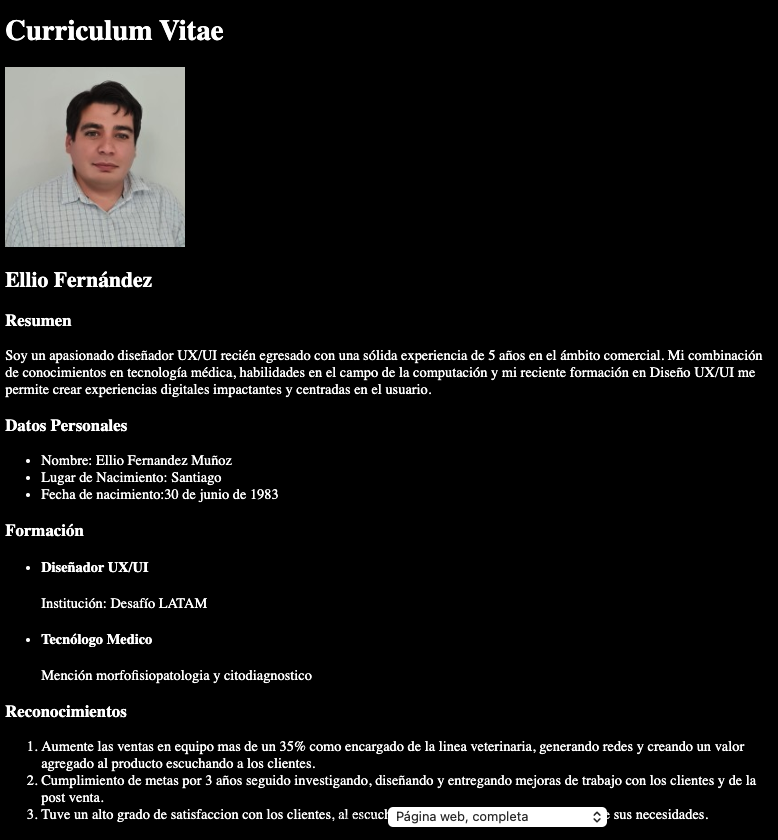 Curriculum Vitae
Ellio Fernández
Resumen
Soy un apasionado diseñador UX/UI recién egresado con una sólida experiencia de 5 años en el ámbito comercial. Mi combinación
de conocimientos en tecnología médica, habilidades en el campo de la computación y mi reciente formación en Diseño UX/UI me
permite crear experiencias digitales impactantes y centradas en el usuario.
Datos Personales
• Nombre: Ellio Fernandez Muñoz
• Lugar de Nacimiento: Santiago
• Fecha de nacimiento:30 de junio de 1983
Formación
• Diseñador UX/UI
Institución: Desafío LATAM
• Tecnólogo Medico
Mención morfofisiopatologia y citodiagnostico
Reconocimientos
1. Aumente las ventas en equipo mas de un 35% como encargado de la linea veterinaria, generando redes y creando un valor
agregado al producto escuchando a los clientes.
2. Cumplimiento de metas por 3 años seguido investigando, diseñando y entregando mejoras de trabajo con los clientes y de la
post venta.
3. Tuve un alto grado de satisfaccion con los clientes, al escuch Página web, completa e sus necesidades.